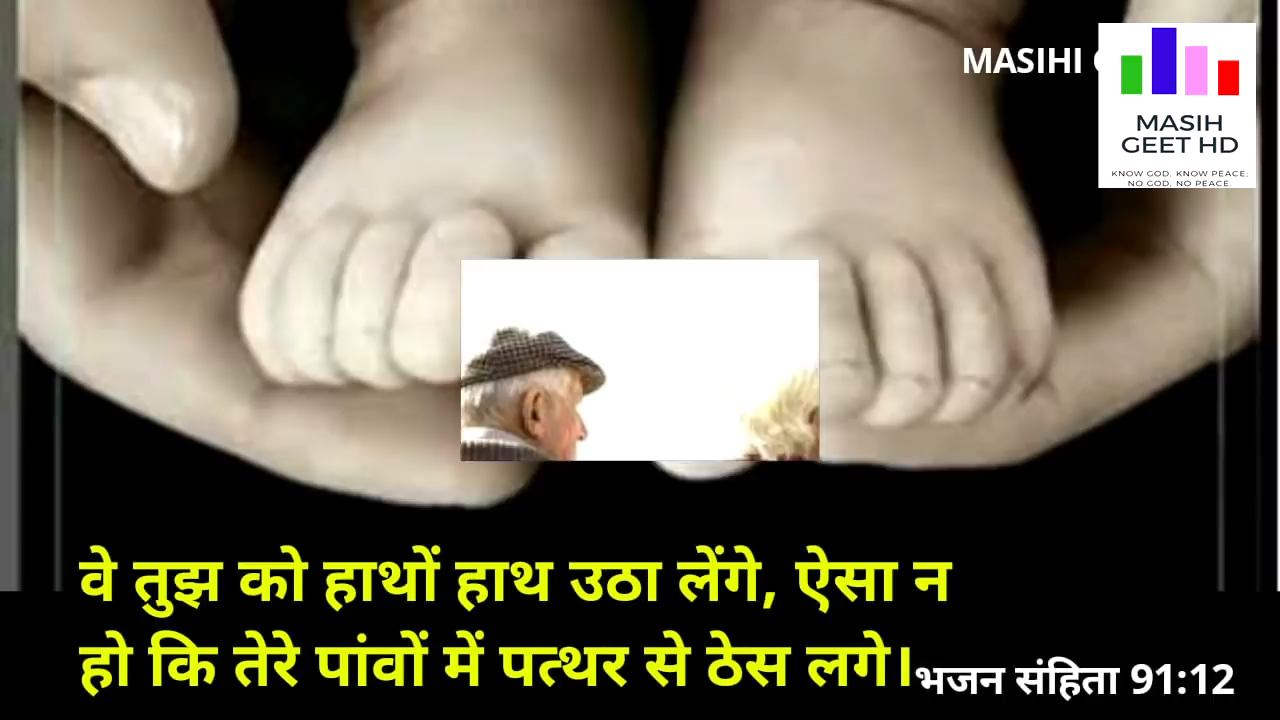 MASIHI
MASIH
GEET HD
KNOW GOD, KNOW PEACE.
NO GOD, NO PEACE
वे तुझ को हाथों हाथ उठा लेंगे, ऐसा न
हो कि तेरे पांवों में पत्थर से ठेस लगे।
भजन संहिता 91:12